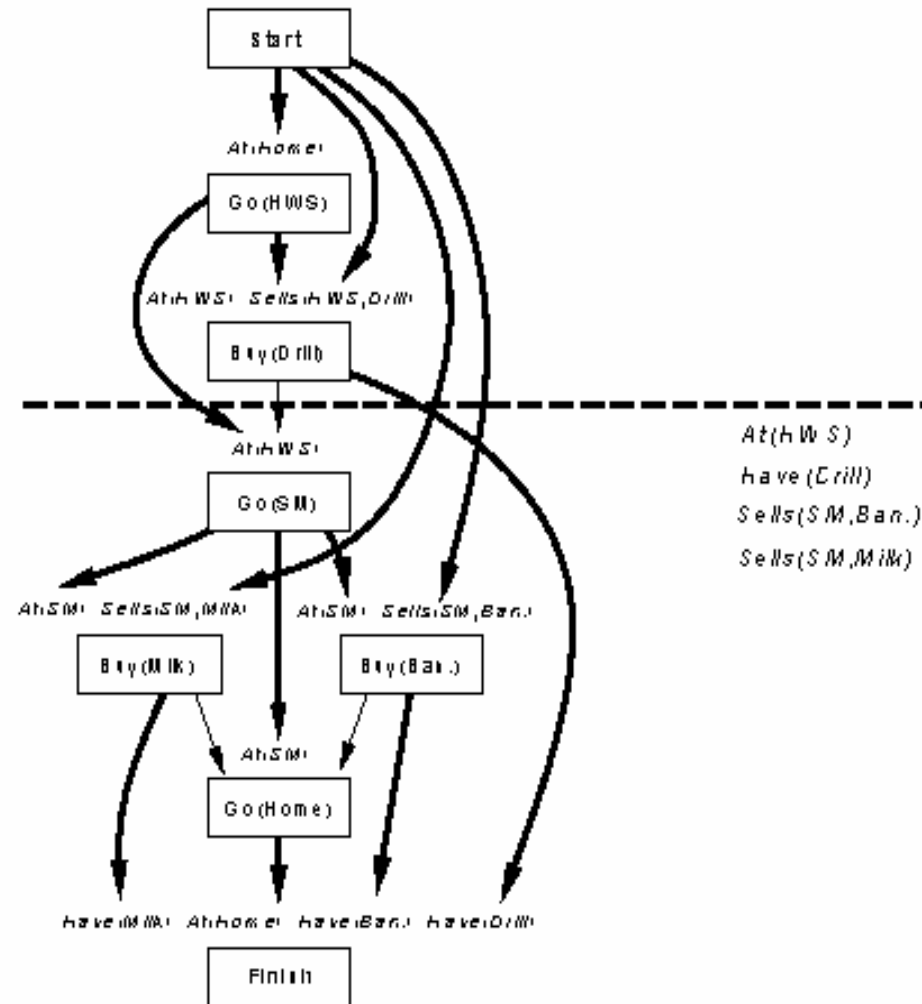 Start
At(Home)
Go(HWS)
At(HWS) Sells(HWS,Drill)
Buy(Drill)
At(HWS)
At(HWS)
Have(Drill)
Sells(SM,Ban.)
Sells(SM,Milk)
Go(SM)
At(SM) Sells(SM,Milk) At(SM) Sells(SM,Ban.)
Buy(Milk) Buy(Ban.)
At(SM)
Go(Home)
Have(Milk) At(Home) Have(Ban.) Have(Drill)
Finish